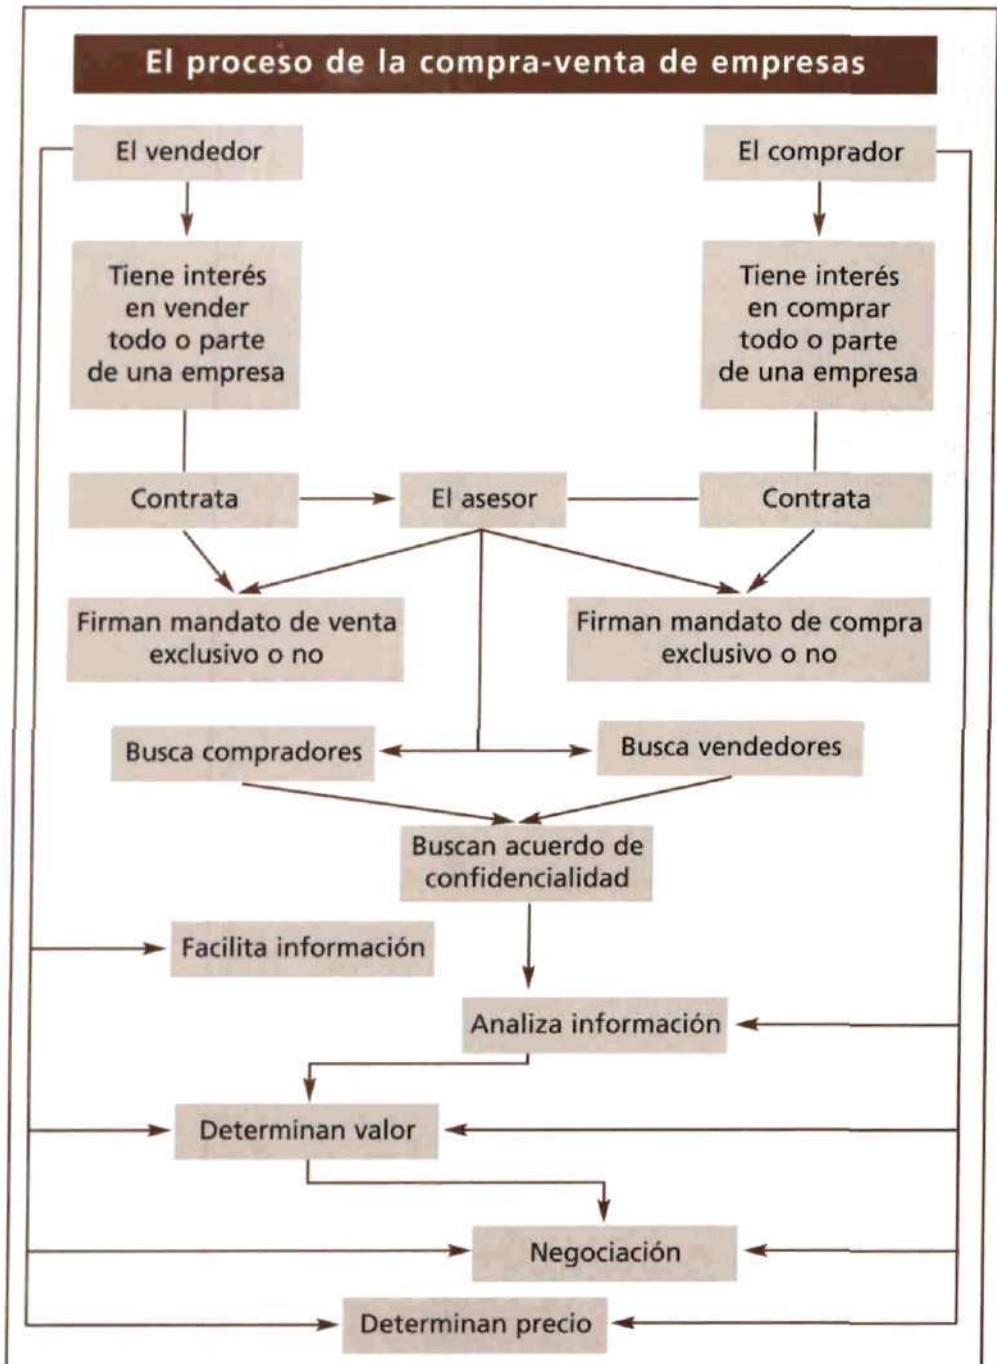 El proceso de la compra-venta de empresas
El vendedor
El comprador
Tiene interés
en vender
todo o parte
de una empresa
Tiene interés
en comprar
todo o parte
de una empresa
Contrata
El asesor
Contrata
Firman mandato de venta
exclusivo o no
Firman mandato de compra
exclusivo o no
Busca compradores
Busca vendedores
Buscan acuerdo de
confidencialidad
Facilita información
Analiza información
Determinan valor
Negociación
Determinan precio